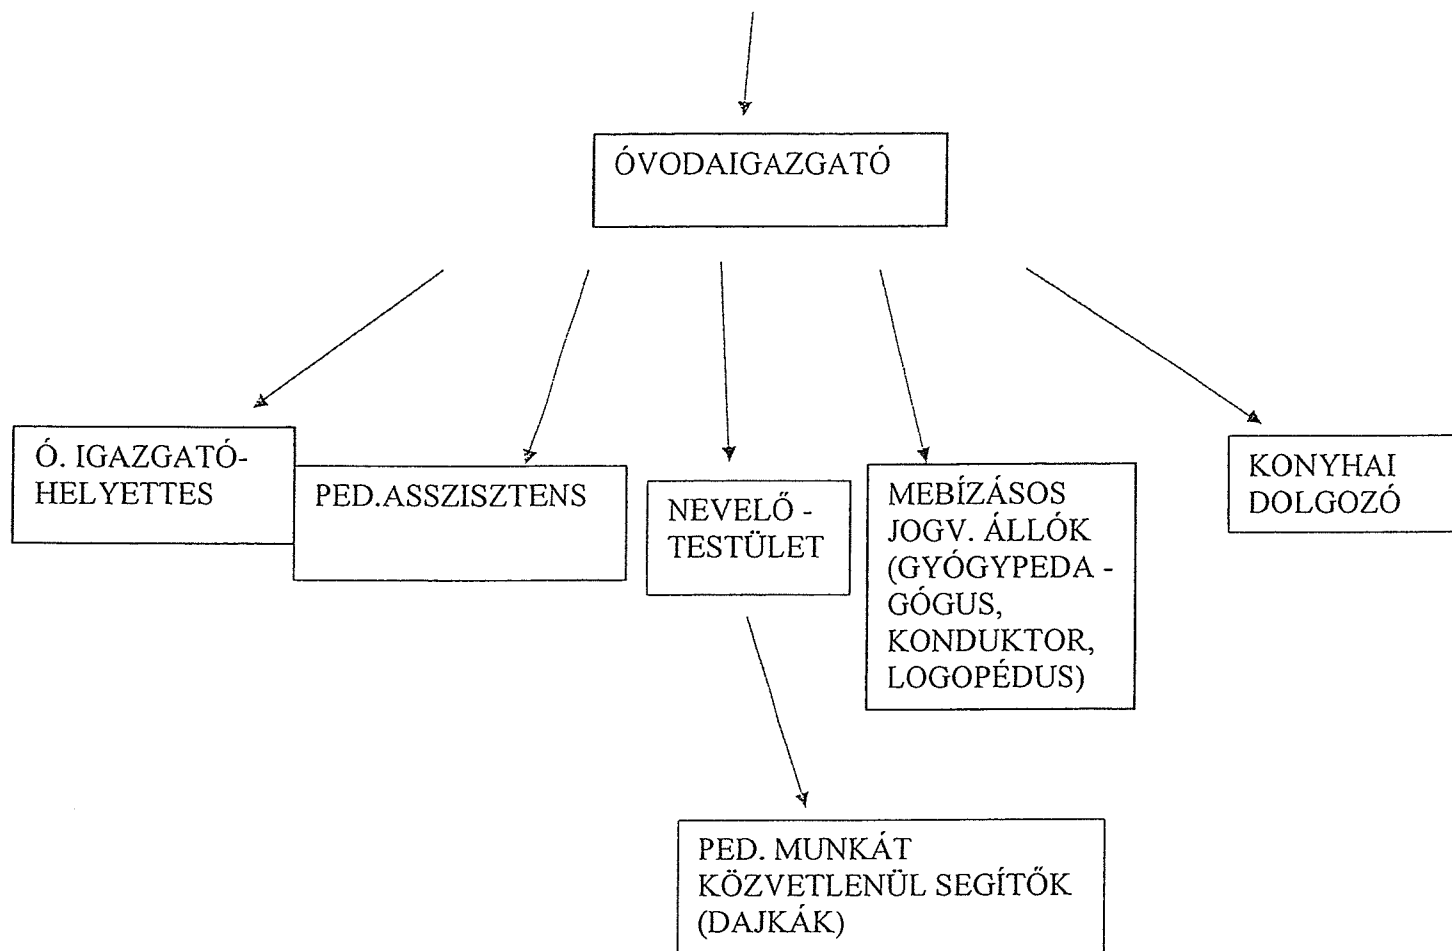 ÓVODAIGAZGATÓ
Ó. IGAZGATÓ-
HELYETTES
PED.ASSZISZTENS
NEVELŐ -
TESTÜLET
MEBÍZÁSOS
JOGV. ÁLLÓK
(GYÓGYPEDA -
GÓGUS,
KONDUKTOR,
LOGOPÉDUS)
KONYHAI
DOLGOZÓ
PED. MUNKÁT
KÖZVETLENÜL SEGÍTŐK
(DAJKÁK)